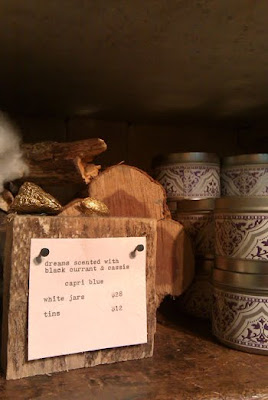 dreams scented with
black currant & cassis
capri blue
white jars $28
tins $12